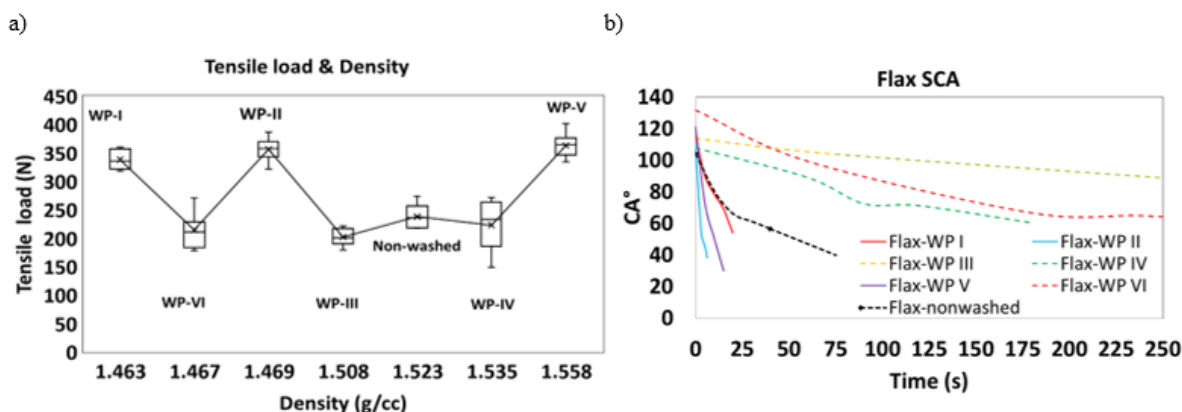 a)
Tensile load & Density
Tensile load (N)
450
400
350
300
250
200
150
100
50
0
WP-I
WP-II
WP-V
Non-washed
WP-VI
WP-III
WP-IV
1.463 1.467 1.469 1.508 1.523 1.535 1.558
Density (g/cc)
b)
Flax SCA
CA°
140
120
100
80
60
40
20
0
Flax-WP I Flax-WP II
Flax-WP III Flax-WP IV
Flax-WP V Flax-WP VI
Flax-nonwashed
0 25 50 75 100 125 150 175 200 225 250
Time (s)